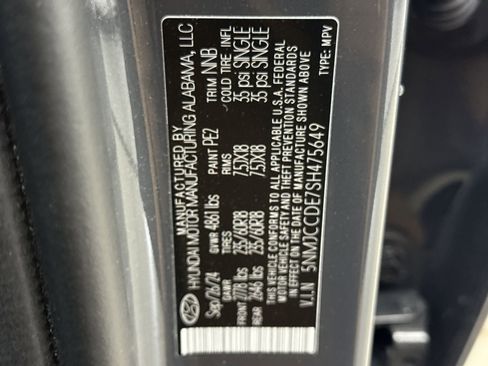 MANUFACTURED BY
HYUNDAI MOTOR MANUFACTURING ALABAMA, LLC
Sep/26/24 GVWR 4861 lbs PAINT PE2 TRIM NNB
GAWR TIRES RIMS COLD TIRE INFL
FRONT 2778 lbs 235/60R18 7.5JX18 35 psi SINGLE
REAR 2646 lbs 235/60R18 7.5JX18 35 psi SINGLE
THIS VEHICLE CONFORMS TO ALL APPLICABLE U.S.A. FEDERAL
MOTOR VEHICLE SAFETY AND THEFT PREVENTION STANDARDS
IN EFFECT ON THE DATE OF MANUFACTURE SHOWN ABOVE
V.I.N 5NMJCCDE7SH475649 TYPE: MPV